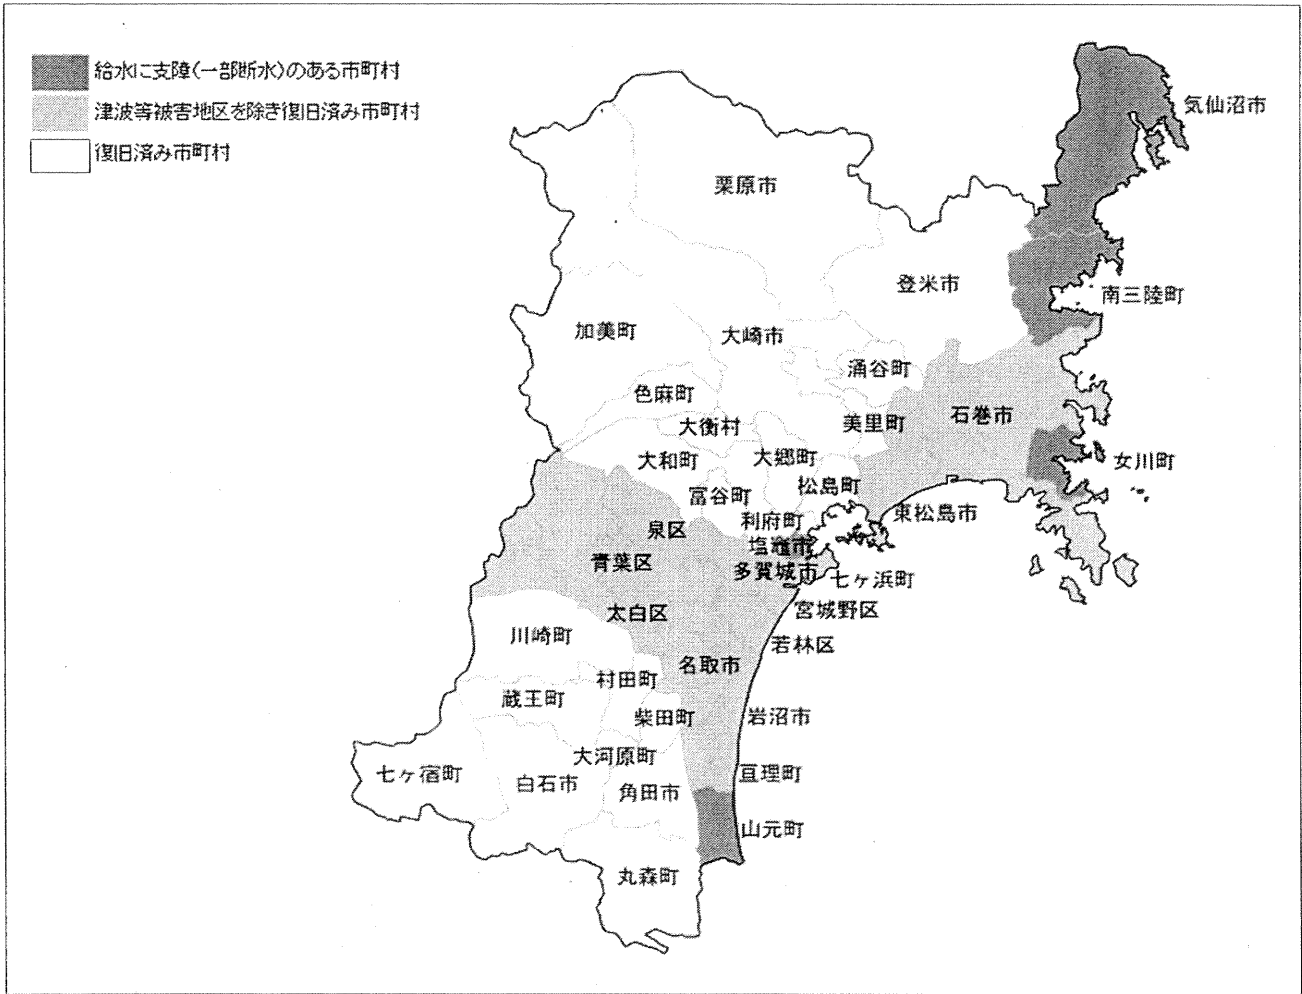 給水に支障(一部断水)のある市町村
津波等被害地区を除き復旧済み市町村
復旧済み市町村
気仙沼市
栗原市
登米市
南三陸町
加美町
大崎市
涌谷町
色麻町
石巻市
大衡村
美里町
大和町
大郷町
女川町
富谷町
松島町
利府町
東松島市
泉区
塩竈市
青葉区
多賀城市
七ヶ浜町
太白区
宮城野区
川崎町
若林区
名取市
村田町
蔵王町
柴田町
岩沼市
大河原町
七ヶ宿町
白石市
角田市
亘理町
山元町
丸森町